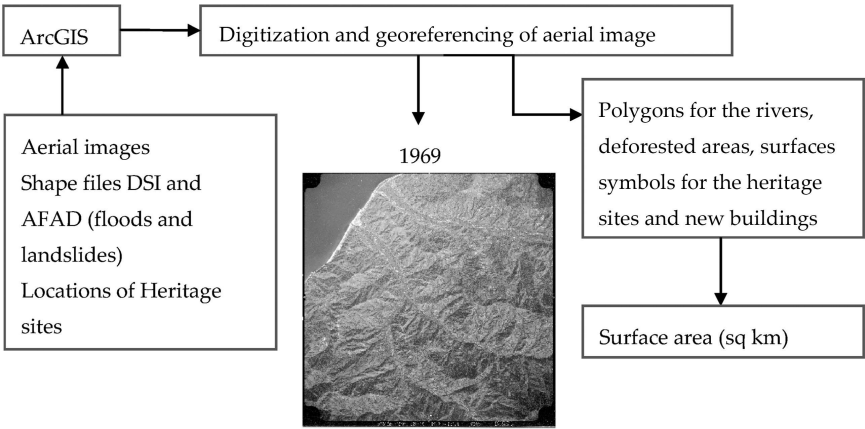 ArcGIS
Digitization and georeferencing of aerial image
Aerial images
Shape files DSI and
AFAD (floods and
landslides)
Locations of Heritage
sites
1969
Polygons for the rivers,
deforested areas, surfaces
symbols for the heritage
sites and new buildings
Surface area (sq km)